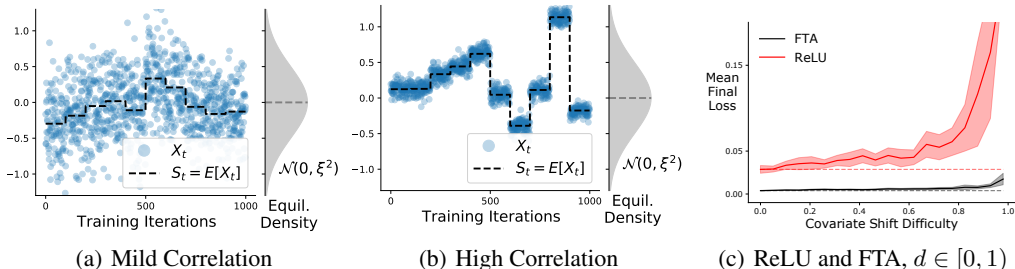 1.0
0.5
0.0
−0.5
−1.0
X_t
S_t = E[X_t]
0
500
1000
Training Iterations
𝒩(0, ξ²)
Equil.
Density
(a) Mild Correlation
1.0
0.5
0.0
−0.5
−1.0
X_t
S_t = E[X_t]
0
500
1000
Training Iterations
𝒩(0, ξ²)
Equil.
Density
(b) High Correlation
FTA
ReLU
0.15
Mean
Final
Loss
0.05
0.0
0.2
0.4
0.6
0.8
1.0
Covariate Shift Difficulty
(c) ReLU and FTA, d ∈ [0, 1)